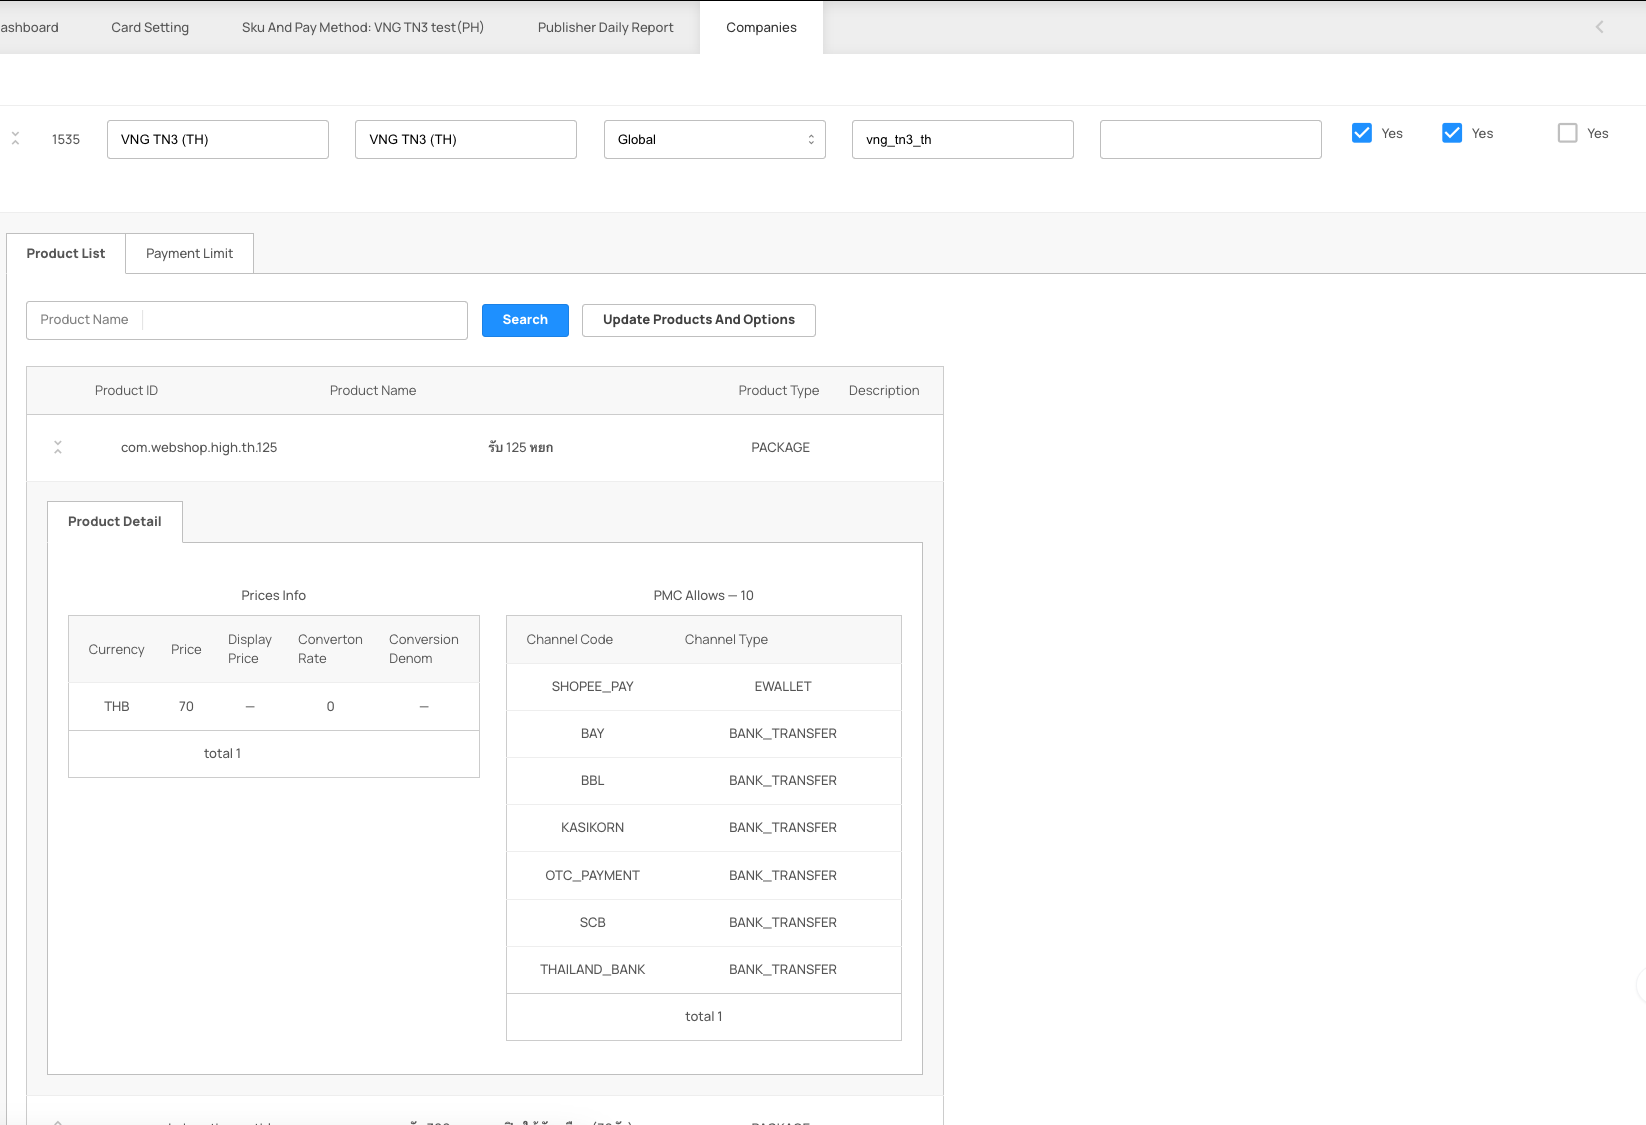 ashboard Card Setting Sku And Pay Method: VNG TN3 test(PH) Publisher Daily Report Companies
1535 VNG TN3 (TH) VNG TN3 (TH) Global vng_tn3_th Yes Yes Yes
Product List Payment Limit
Product Name Search Update Products And Options
Product ID Product Name Product Type Description
com.webshop.high.th.125 รับ 125 หยก PACKAGE
Product Detail
Prices Info
Currency Price Display Price Converton Rate Conversion Denom
THB 70 — 0 —
total 1
PMC Allows — 10
Channel Code Channel Type
SHOPEE_PAY EWALLET
BAY BANK_TRANSFER
BBL BANK_TRANSFER
KASIKORN BANK_TRANSFER
OTC_PAYMENT BANK_TRANSFER
SCB BANK_TRANSFER
THAILAND_BANK BANK_TRANSFER
total 1
PACKAGE